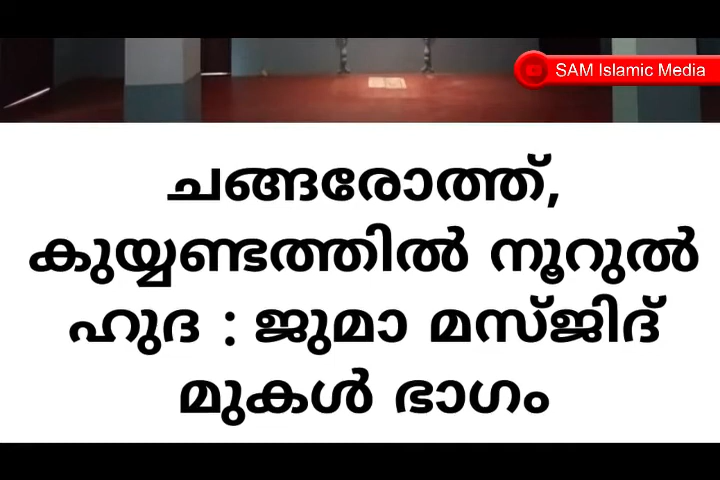 SAM Islamic Media
ചങ്ങരോത്ത്,
കുയ്യണ്ടത്തിൽ നൂറുൽ
ഹുദ : ജുമാ മസ്ജിദ്
മുകൾ ഭാഗം